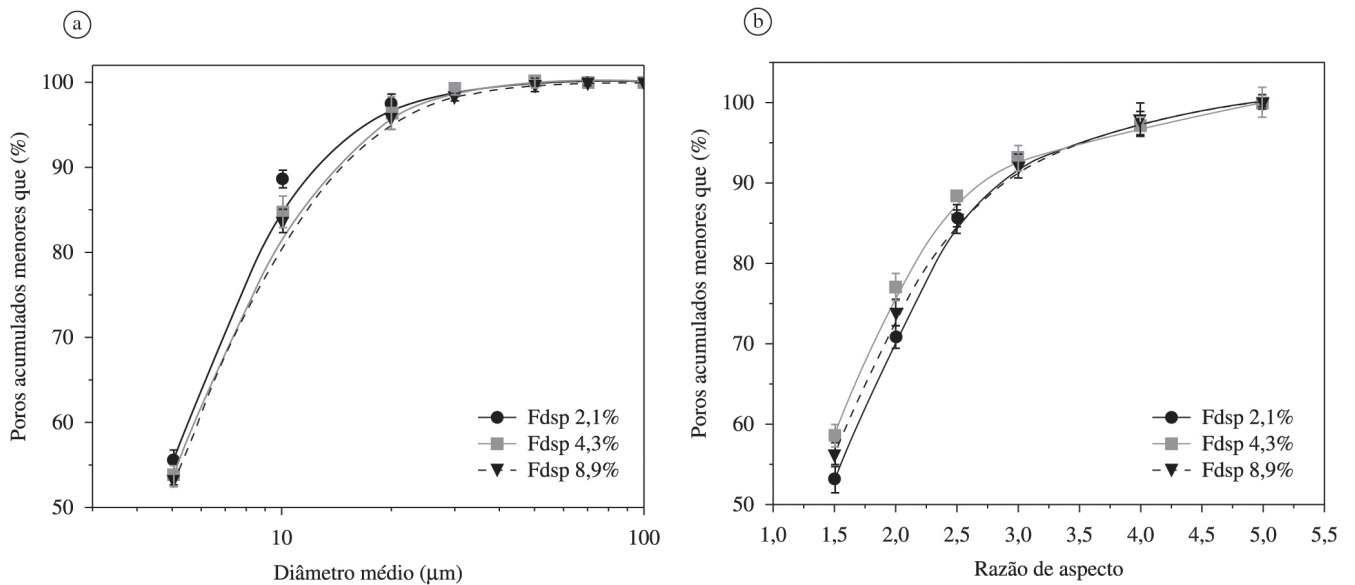 a
Poros acumulados menores que (%)
100
90
80
70
60
50
10
100
Diâmetro médio (μm)
Fdsp 2,1%
Fdsp 4,3%
Fdsp 8,9%
b
Poros acumulados menores que (%)
100
90
80
70
60
50
1,0 1,5 2,0 2,5 3,0 3,5 4,0 4,5 5,0 5,5
Razão de aspecto
Fdsp 2,1%
Fdsp 4,3%
Fdsp 8,9%